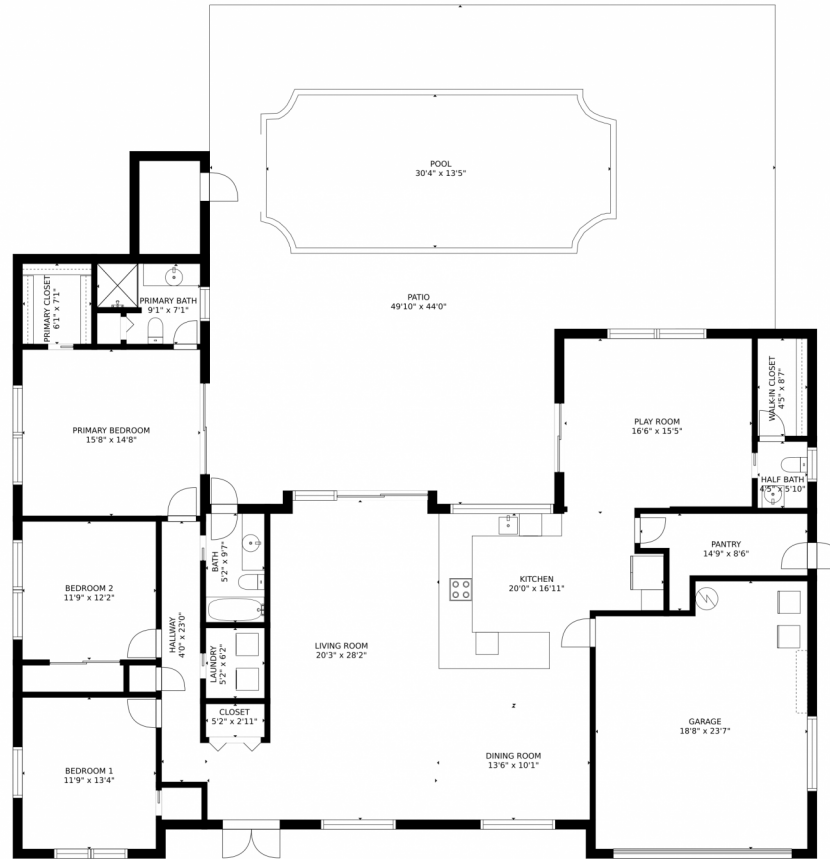 POOL
30'4" x 13'5"
PATIO
49'10" x 44'0"
PRIMARY CLOSET
6'1" x 7'1"
PRIMARY BATH
9'1" x 7'1"
PRIMARY BEDROOM
15'8" x 14'8"
PLAY ROOM
16'6" x 15'5"
WALK-IN CLOSET
4'5" x 8'7"
HALF BATH
4'5" x 5'10"
PANTRY
14'9" x 8'6"
BATH
5'2" x 9'7"
KITCHEN
20'0" x 16'11"
BEDROOM 2
11'9" x 12'2"
HALLWAY
4'0" x 23'0"
LAUNDRY
5'2" x 6'2"
LIVING ROOM
20'3" x 28'2"
CLOSET
5'2" x 2'11"
DINING ROOM
13'6" x 10'1"
GARAGE
18'8" x 23'7"
BEDROOM 1
11'9" x 13'4"